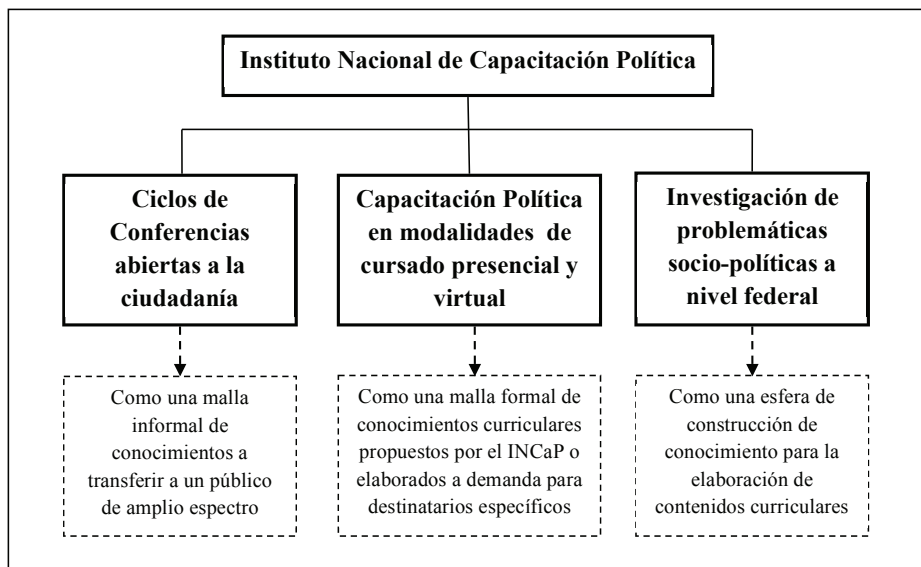 Instituto Nacional de Capacitación Política
Ciclos de
Conferencias
abiertas a la
ciudadanía
Capacitación Política
en modalidades de
cursado presencial y
virtual
Investigación de
problemáticas
socio-políticas a
nivel federal
Como una malla
informal de
conocimientos a
transferir a un público
de amplio espectro
Como una malla formal de
conocimientos curriculares
propuestos por el INCaP o
elaborados a demanda para
destinatarios específicos
Como una esfera de
construcción de
conocimiento para la
elaboración de
contenidos curriculares